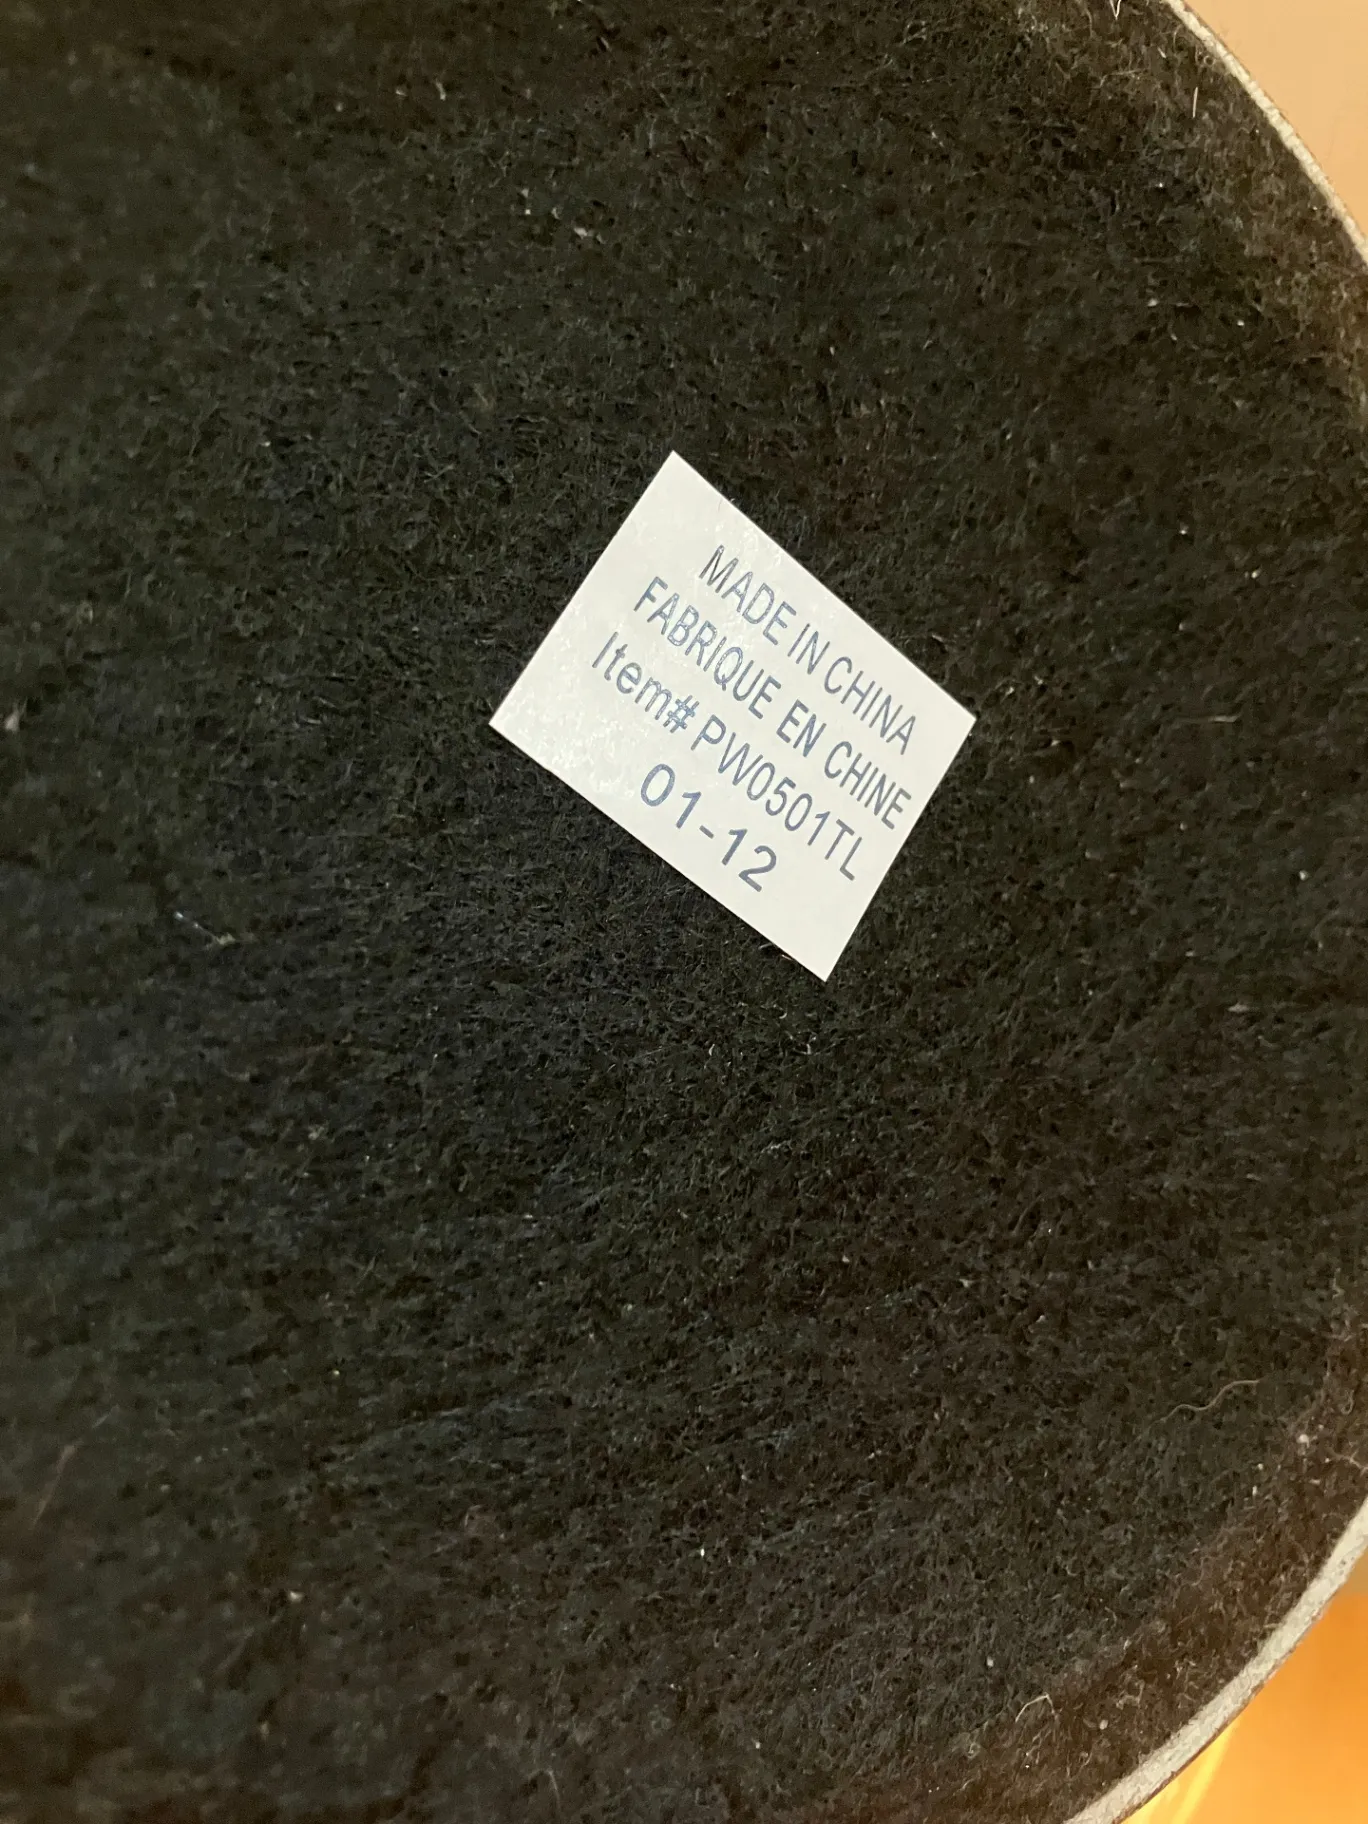 MADE IN CHINA
FABRIQUE EN CHINE
Item# PW0501TL
01-12